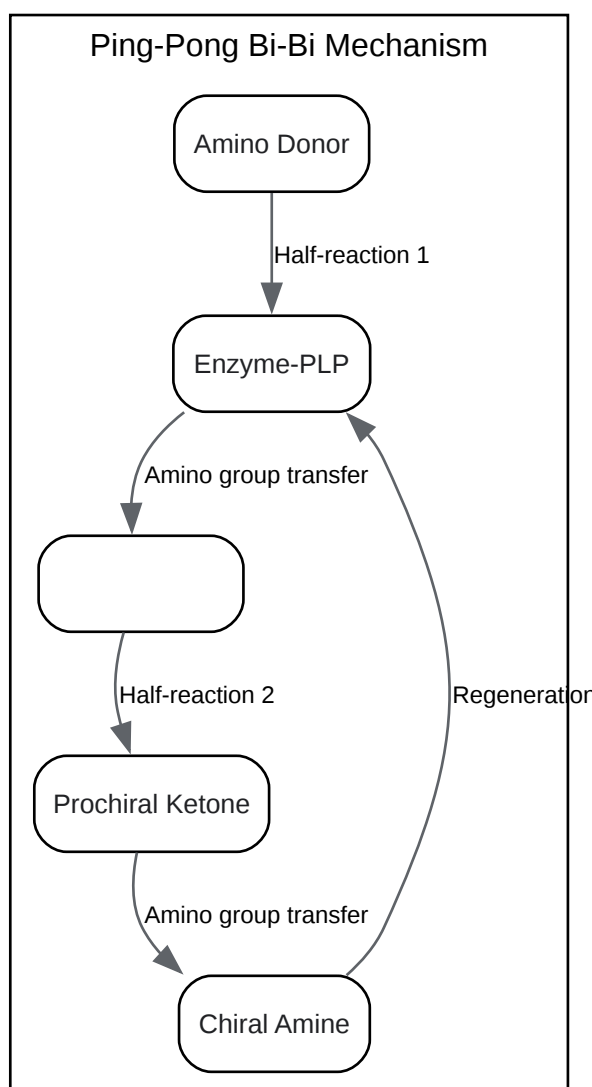 Ping-Pong Bi-Bi Mechanism
Amino Donor
Half-reaction 1
Enzyme-PLP
Amino group transfer
Half-reaction 2
Regeneration
Prochiral Ketone
Amino group transfer
Chiral Amine